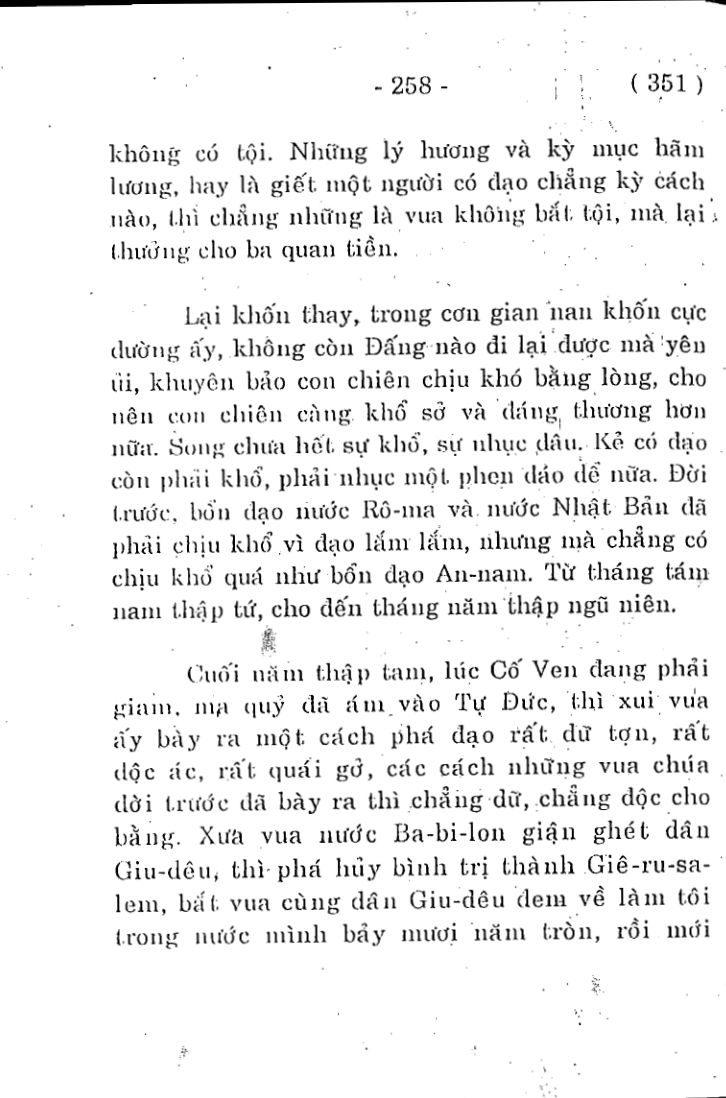 - 258 - ( 351 )
không có tội. Những lý hương và kỳ mục hãm
lương, hay là giết một người có đạo chẳng kỳ cách
nào, thì chẳng những là vua không bắt tội, mà lại
thưởng cho ba quan tiền.
Lại khốn thay, trong cơn gian nan khốn cực
dường ấy, không còn Đấng nào đi lại được mà yên
ủi, khuyên bảo con chiên chịu khó bằng lòng, cho
nên con chiên càng khổ sở và đáng thương hơn
nữa. Song chưa hết sự khổ, sự nhục đâu. Kẻ có đạo
còn phải khổ, phải nhục một phen dáo dể nữa. Đời
trước, bổn đạo nước Rô-ma và nước Nhật Bản đã
phải chịu khổ vì đạo lắm lắm, nhưng mà chẳng có
chịu khổ quá như bổn đạo An-nam. Từ tháng tám
nam thập tứ, cho đến tháng năm thập ngũ niên.
Cuối năm thập tam, lúc Cố Ven đang phải
giam, ma quỷ đã ám vào Tự Đức, thì xui vua
ấy bày ra một cách phá đạo rất dữ tợn, rất
độc ác, rất quái gở, các cách những vua chúa
đời trước đã bày ra thì chẳng dữ, chẳng độc cho
bằng. Xưa vua nước Ba-bi-lon giận ghét dân
Giu-dêu, thì phá hủy bình trị thành Giê-ru-sa-
lem, bắt vua cùng dân Giu-dêu đem về làm tôi
trong nước mình bảy mươi năm tròn, rồi mới